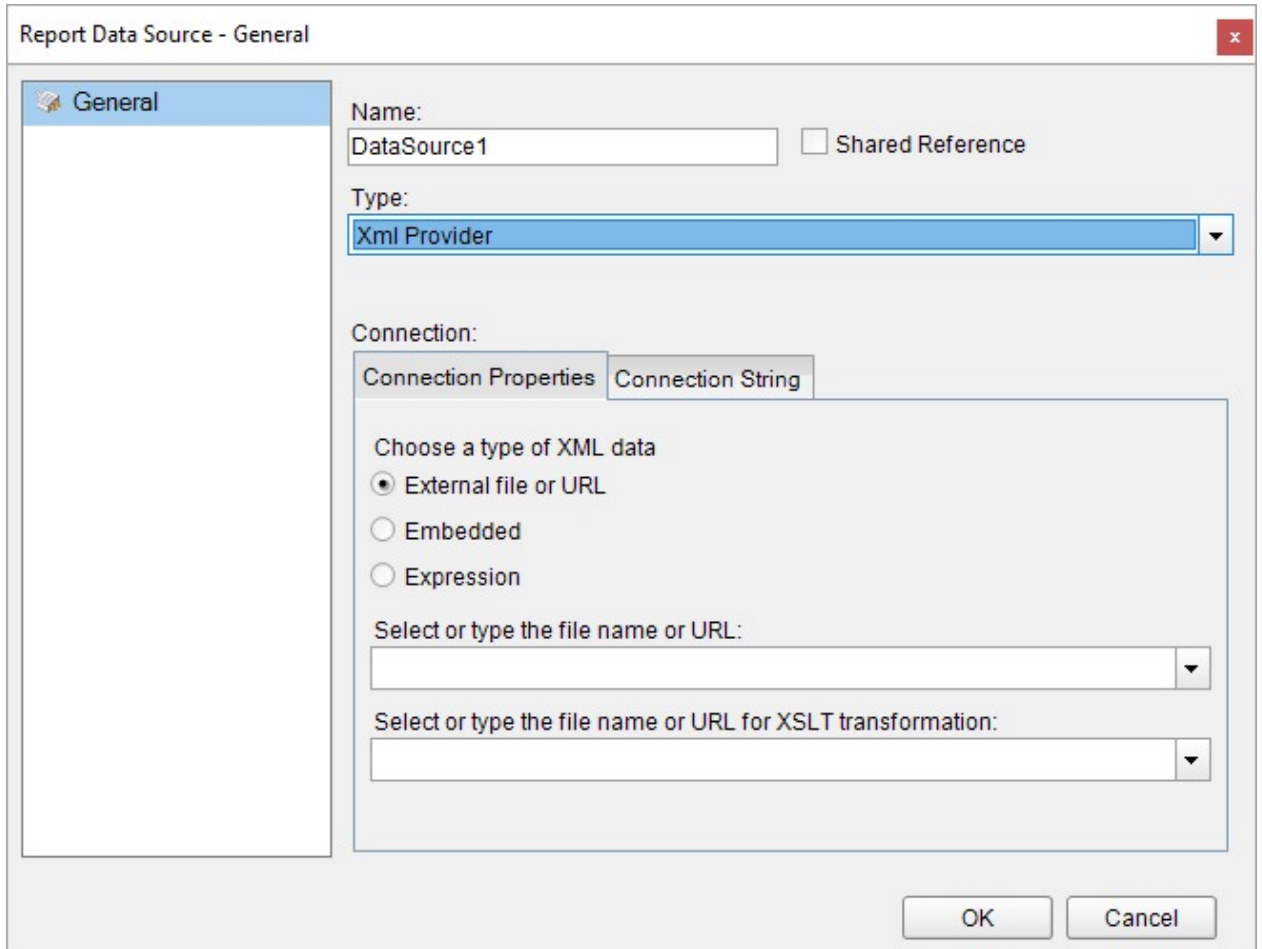 Report Data Source - General
x
General
Name:
DataSource1
Shared Reference
Type:
Xml Provider
Connection:
Connection Properties
Connection String
Choose a type of XML data
External file or URL
Embedded
Expression
Select or type the file name or URL:
Select or type the file name or URL for XSLT transformation:
OK
Cancel